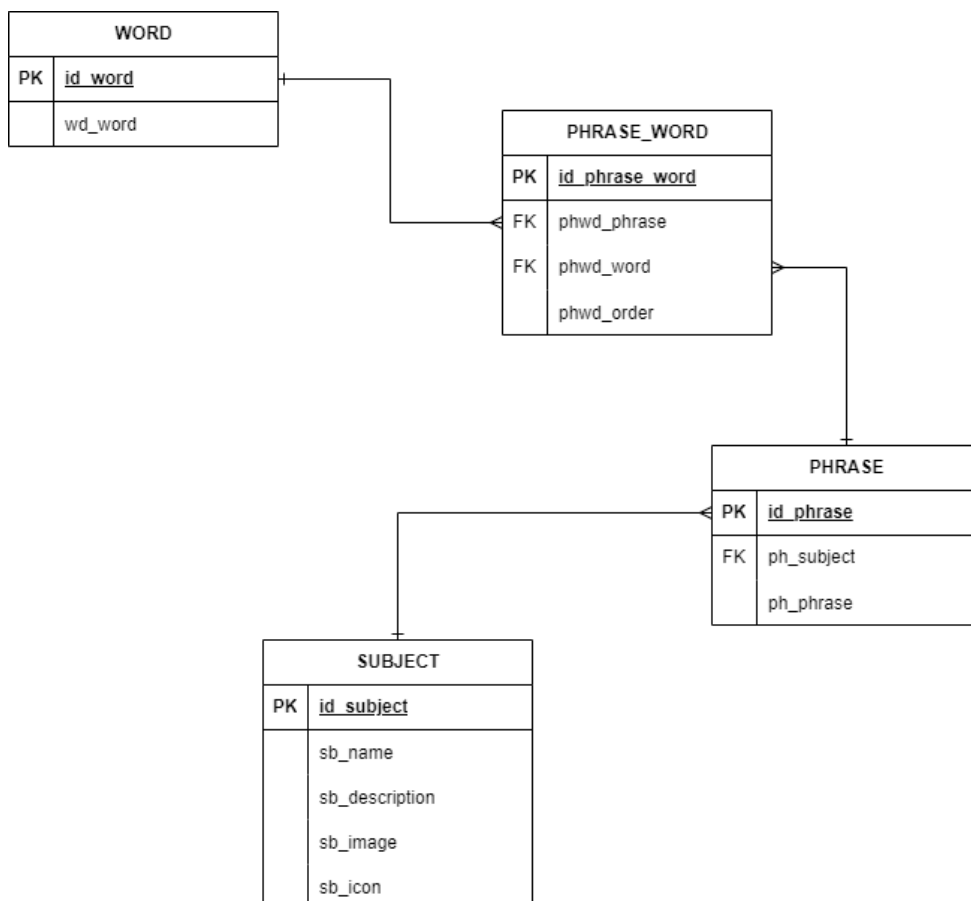 WORD
PK id_word
wd_word
PHRASE_WORD
PK id_phrase_word
FK phwd_phrase
FK phwd_word
phwd_order
PHRASE
PK id_phrase
FK ph_subject
ph_phrase
SUBJECT
PK id_subject
sb_name
sb_description
sb_image
sb_icon